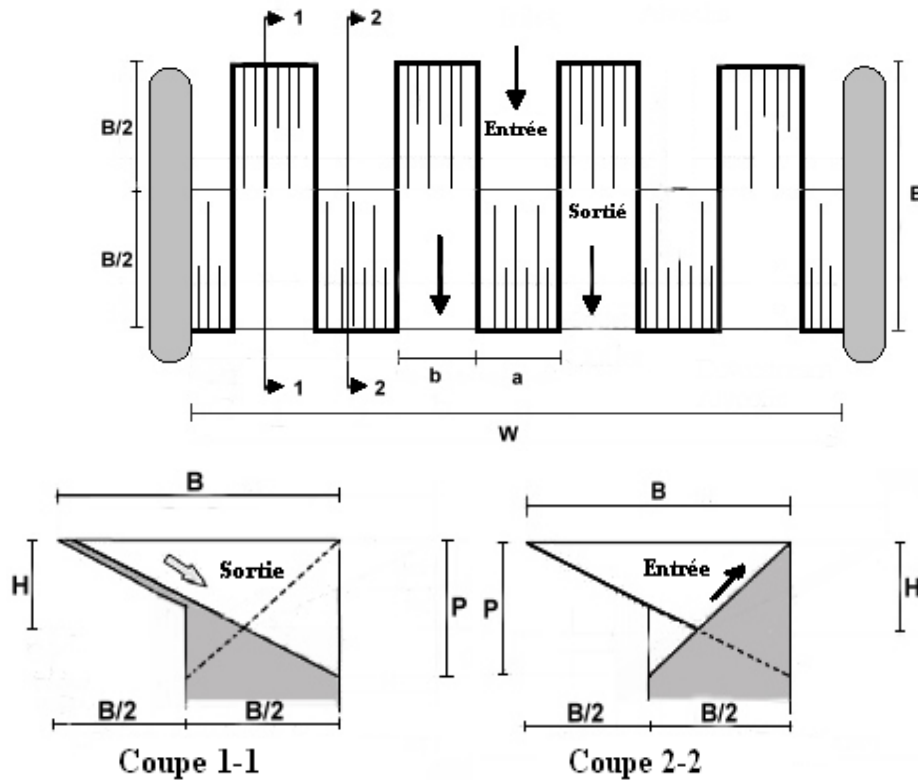 1 2
B/2
Entrée
B
Sortié
B/2
b a
1 2
W
B
B
H
Sortie
P
P
Entrée
H
B/2 B/2
B/2 B/2
Coupe 1-1
Coupe 2-2